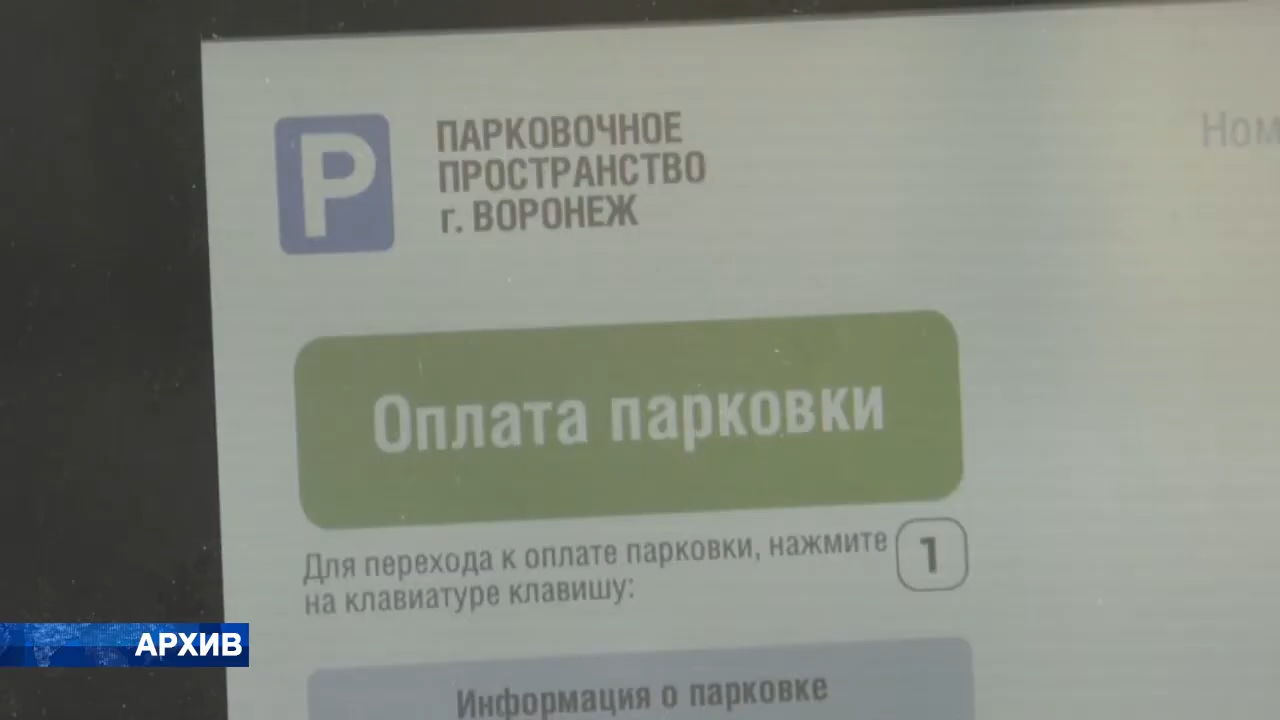 P
ПАРКОВОЧНОЕ
ПРОСТРАНСТВО
г. ВОРОНЕЖ
Оплата парковки
Для перехода к оплате парковки, нажмите
на клавиатуре клавишу:
1
АРХИВ
Информация о парковке